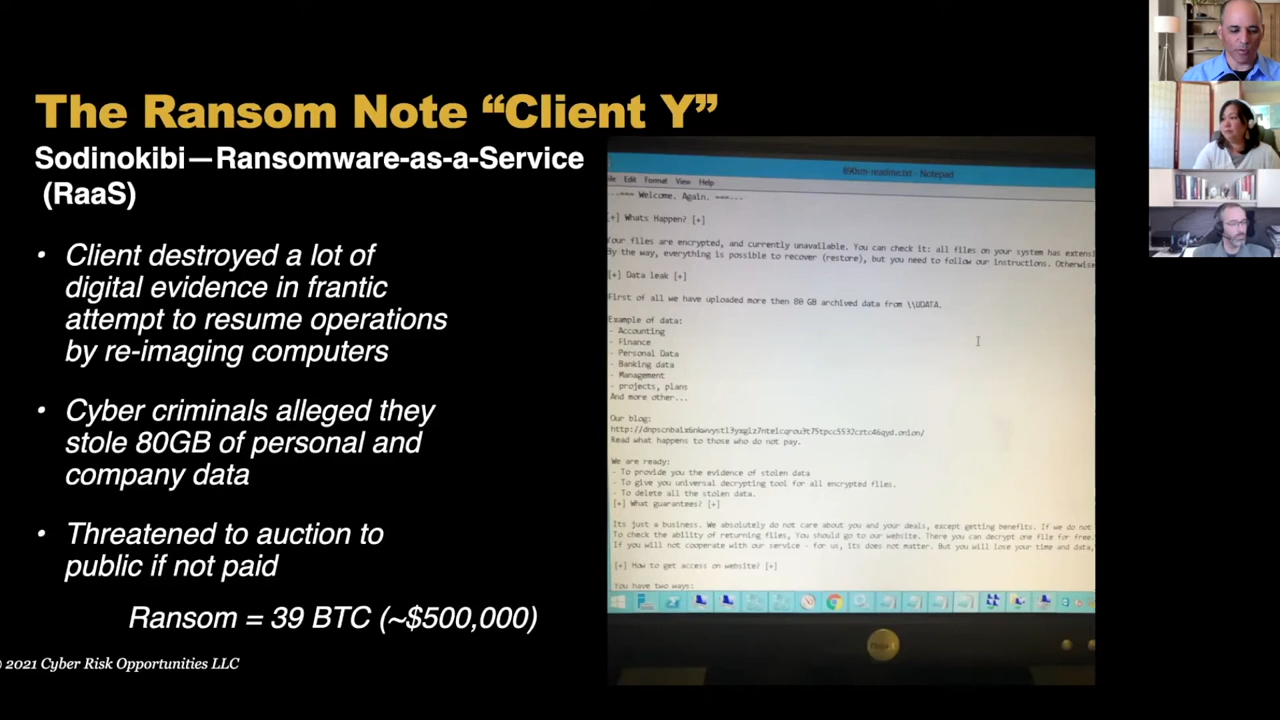 The Ransom Note “Client Y”
Sodinokibi—Ransomware-as-a-Service
(RaaS)
• Client destroyed a lot of
digital evidence in frantic
attempt to resume operations
by re-imaging computers
• Cyber criminals alleged they
stole 80GB of personal and
company data
• Threatened to auction to
public if not paid
Ransom = 39 BTC (~$500,000)
2021 Cyber Risk Opportunities LLC
readme.txt - Notepad
Edit Format View Help
---=== Welcome. Again. ===---
[+] Whats Happen? [+]
Your files are encrypted, and currently unavailable. You can check it: all files on your system has extens
By the way, everything is possible to recover (restore), but you need to follow our instructions. Otherwise
[+] Data leak [+]
First of all we have uploaded more then 80 GB archived data from \\UDATA.
Example of data:
- Accounting
- Finance
- Personal Data
- Banking data
- Management
- projects, plans
And more other...
Our blog:
Read what happens to those who do not pay.
We are ready:
- To provide you the evidence of stolen data
- To give you universal decrypting tool for all encrypted files.
- To delete all the stolen data.
[+] What guarantees? [+]
Its just a business. We absolutely do not care about you and your deals, except getting benefits. If we do not
To check the ability of returning files, You should go to our website. There you can decrypt one file for free.
If you will not cooperate with our service - for us, its does not matter. But you will lose your time and data,
[+] How to get access on website? [+]
You have two ways: